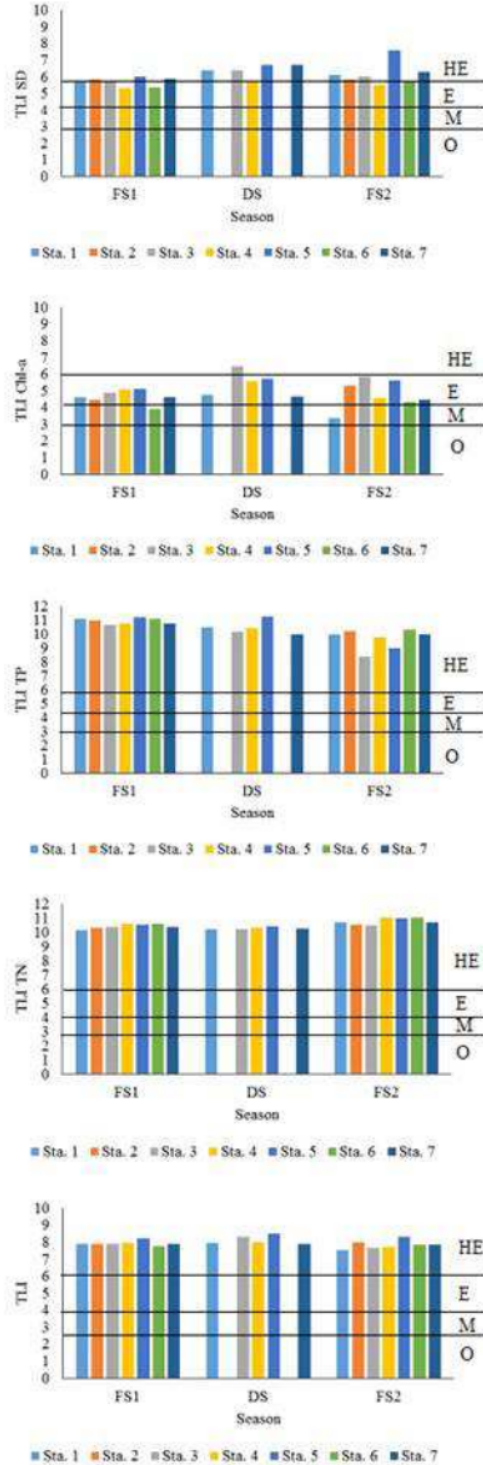 10
9
8
7
6
5
4
3
2
1
0
TLI SD
HE
E
M
O
FS1 DS FS2
Season
Sta. 1 Sta. 2 Sta. 3 Sta. 4 Sta. 5 Sta. 6 Sta. 7
10
9
8
7
6
5
4
3
2
1
0
TLI Chl-a
HE
E
M
O
FS1 DS FS2
Season
Sta. 1 Sta. 2 Sta. 3 Sta. 4 Sta. 5 Sta. 6 Sta. 7
12
11
10
9
8
7
6
5
4
3
2
1
0
TLI TP
HE
E
M
O
FS1 DS FS2
Season
Sta. 1 Sta. 2 Sta. 3 Sta. 4 Sta. 5 Sta. 6 Sta. 7
12
11
10
9
8
7
6
5
4
3
2
1
0
TLI TN
HE
E
M
O
FS1 DS FS2
Season
Sta. 1 Sta. 2 Sta. 3 Sta. 4 Sta. 5 Sta. 6 Sta. 7
10
9
8
7
6
5
4
3
2
1
0
TLI
HE
E
M
O
FS1 DS FS2
Season
Sta. 1 Sta. 2 Sta. 3 Sta. 4 Sta. 5 Sta. 6 Sta. 7